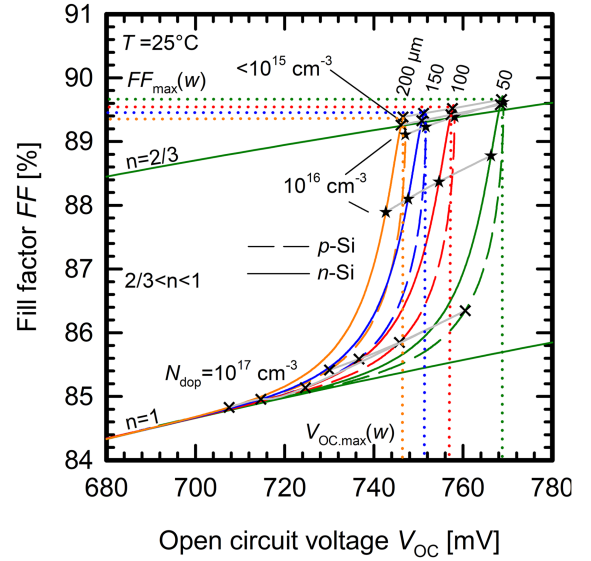 91
90
89
88
87
86
85
84
Fill factor FF [%]
T =25°C
FFmax(w)
<10^15 cm^-3
200 µm
150
100
50
n=2/3
10^16 cm^-3
p-Si
n-Si
2/3<n<1
Ndop=10^17 cm^-3
n=1
VOC.max(w)
680
700
720
740
760
780
Open circuit voltage VOC [mV]